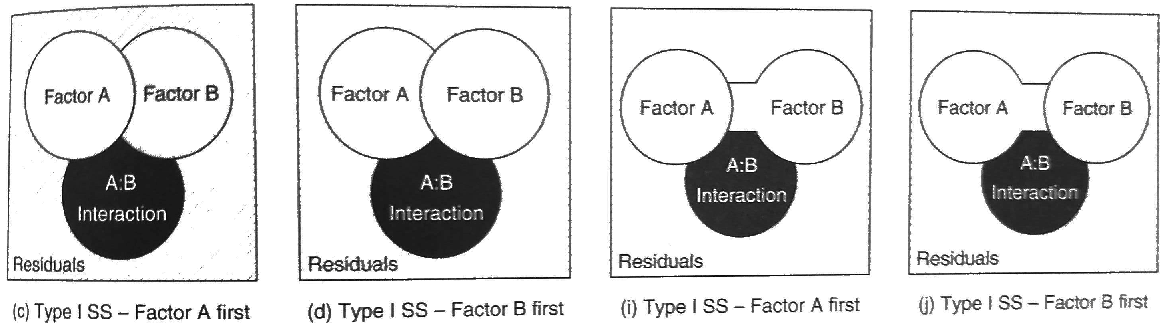 Factor A Factor B
A:B
Interaction
Residuals
(c) Type I SS – Factor A first
Factor A Factor B
A:B
Interaction
Residuals
(d) Type I SS – Factor B first
Factor A Factor B
A:B
Interaction
Residuals
(i) Type I SS – Factor A first
Factor A Factor B
A:B
Interaction
Residuals
(j) Type I SS – Factor B first